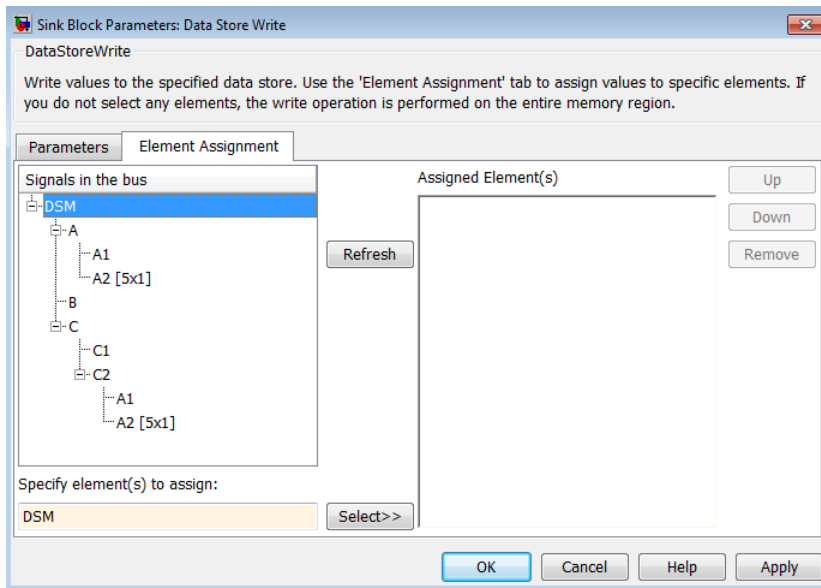 Sink Block Parameters: Data Store Write
DataStoreWrite
Write values to the specified data store. Use the 'Element Assignment' tab to assign values to specific elements. If
you do not select any elements, the write operation is performed on the entire memory region.
Parameters
Element Assignment
Signals in the bus
DSM
A
A1
A2 [5x1]
B
C
C1
C2
A1
A2 [5x1]
Specify element(s) to assign:
DSM
Refresh
Select>>
Assigned Element(s)
Up
Down
Remove
OK
Cancel
Help
Apply